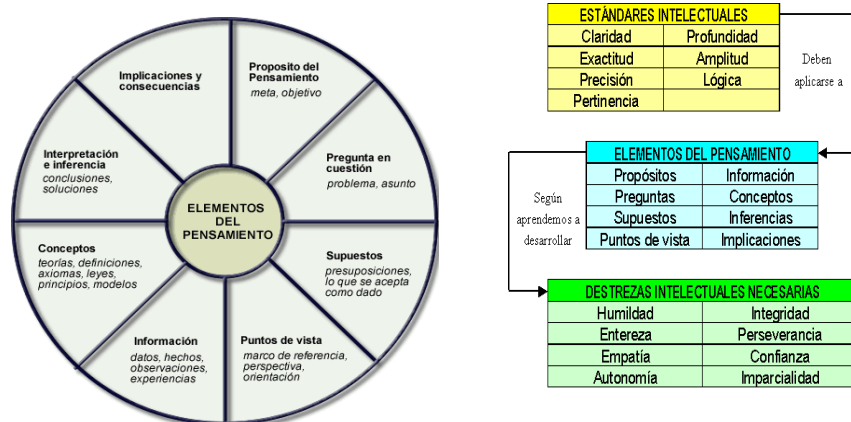 Implicaciones y
consecuencias
Proposito del
Pensamiento
meta, objetivo
Pregunta en
cuestión
problema, asunto
Supuestos
presuposiciones,
lo que se acepta
como dado
Puntos de vista
marco de referencia,
perspectiva,
orientación
Información
datos, hechos,
observaciones,
experiencias
Conceptos
teorías, definiciones,
axiomas, leyes,
principios, modelos
Interpretación
e inferencia
conclusiones,
soluciones
ELEMENTOS
DEL
PENSAMIENTO
ESTÁNDARES INTELECTUALES
Claridad Profundidad
Exactitud Amplitud
Precisión Lógica
Pertinencia
Deben
aplicarse a
ELEMENTOS DEL PENSAMIENTO
Propósitos Información
Preguntas Conceptos
Supuestos Inferencias
Puntos de vista Implicaciones
Según
aprendemos a
desarrollar
DESTREZAS INTELECTUALES NECESARIAS
Humildad Integridad
Entereza Perseverancia
Empatía Confianza
Autonomía Imparcialidad